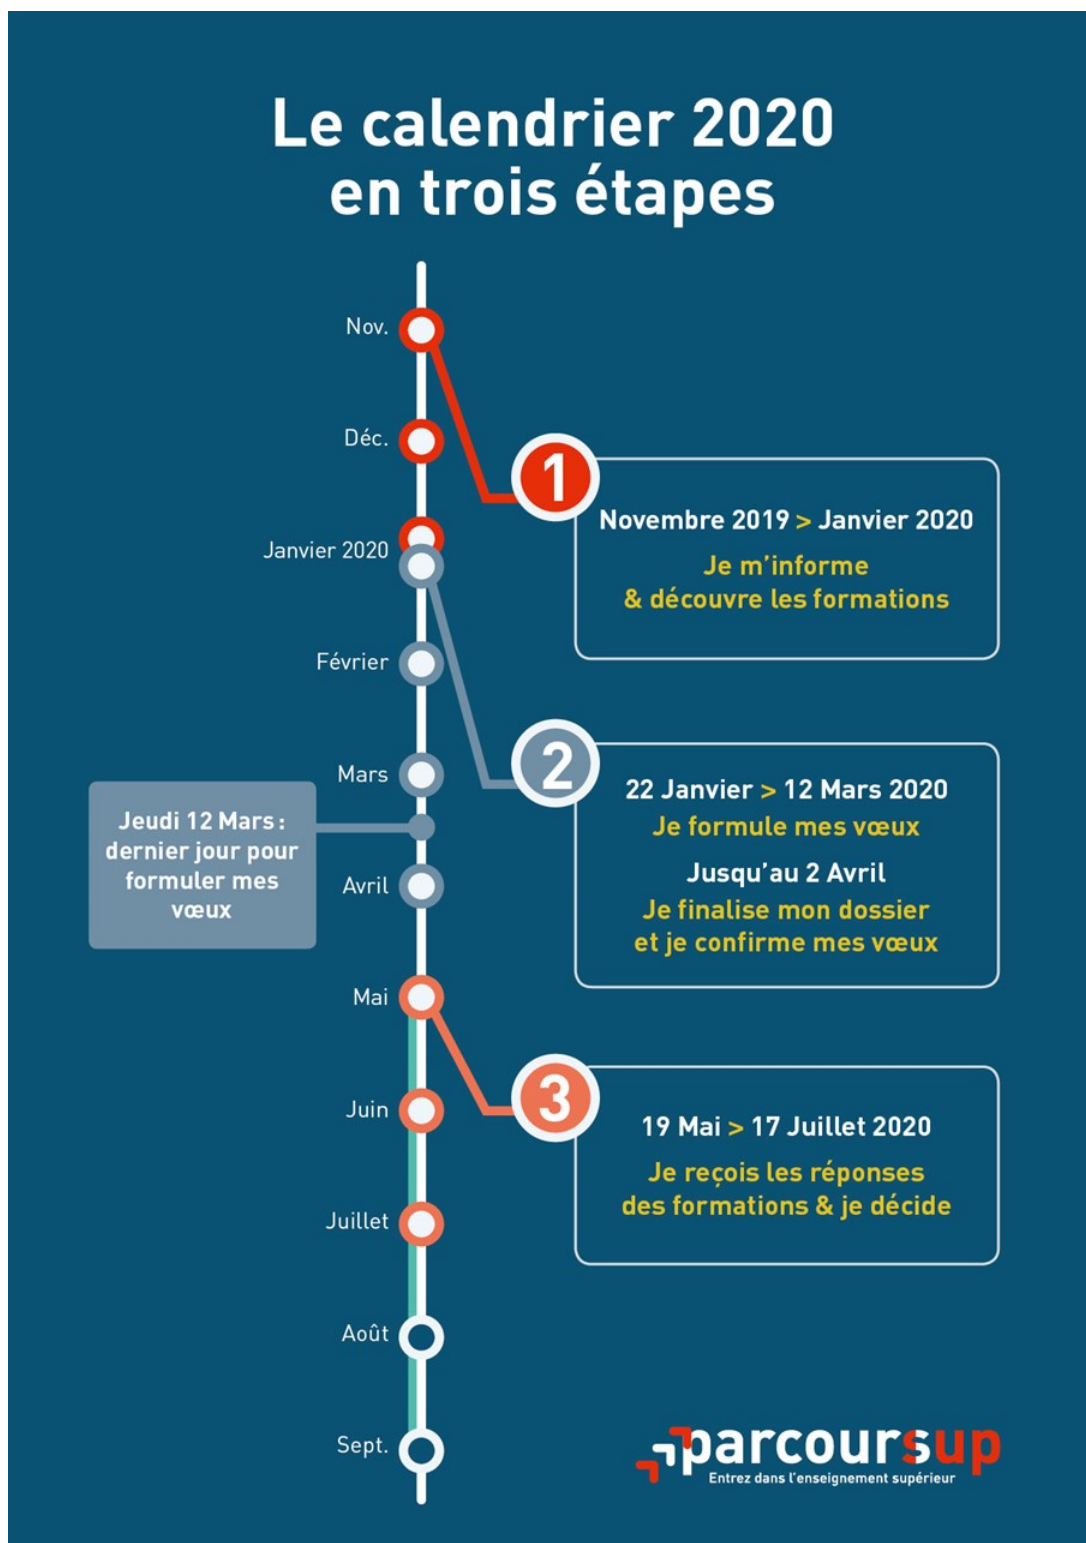 Le calendrier 2020
en trois étapes
Nov.
Déc.
1
Novembre 2019 > Janvier 2020
Je m'informe
& découvre les formations
Janvier 2020
Février
Mars
2
22 Janvier > 12 Mars 2020
Je formule mes vœux
Jusqu'au 2 Avril
Je finalise mon dossier
et je confirme mes vœux
Jeudi 12 Mars :
dernier jour pour
formuler mes
vœux
Avril
Mai
Juin
3
19 Mai > 17 Juillet 2020
Je reçois les réponses
des formations & je décide
Juillet
Août
Sept.
parcoursup
Entrez dans l'enseignement supérieur